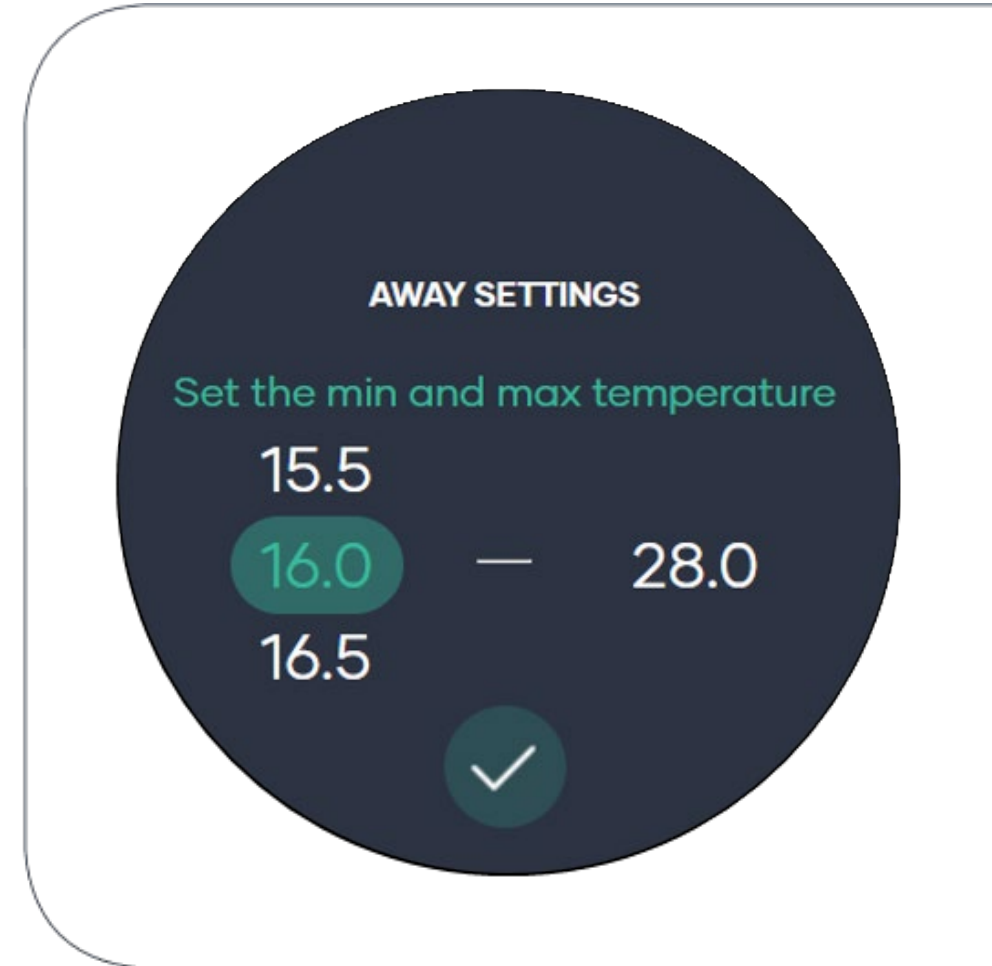 AWAY SETTINGS
Set the min and max temperature
15.5
16.0 — 28.0
16.5